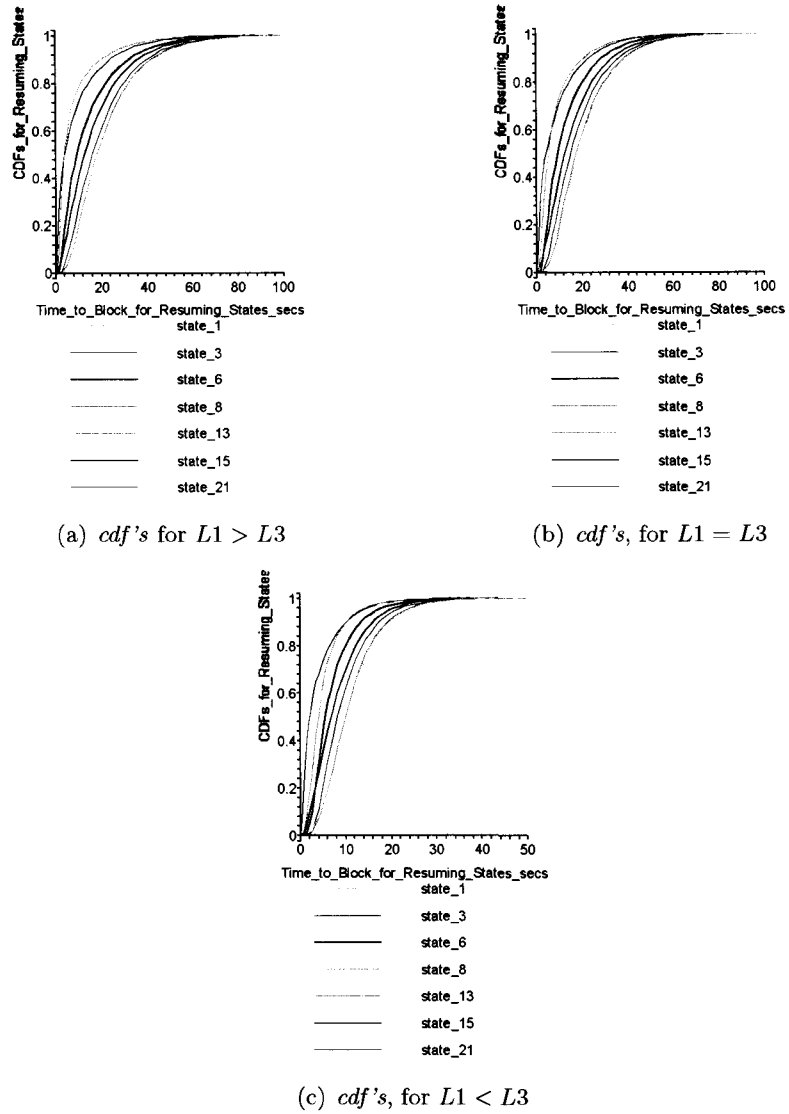 CDFs_for_Resuming_States
1
0.8
0.6
0.4
0.2
0
0 20 40 60 80 100
Time_to_Block_for_Resuming_States_secs
state_1
state_3
state_6
state_8
state_13
state_15
state_21
(a) cdf's for L1 > L3
CDFs_for_Resuming_States
1
0.8
0.6
0.4
0.2
0
0 20 40 60 80 100
Time_to_Block_for_Resuming_States_secs
state_1
state_3
state_6
state_8
state_13
state_15
state_21
(b) cdf's, for L1 = L3
CDFs_for_Resuming_States
1
0.8
0.6
0.4
0.2
0
0 10 20 30 40 50
Time_to_Block_for_Resuming_States_secs
state_1
state_3
state_6
state_8
state_13
state_15
state_21
(c) cdf's, for L1 < L3